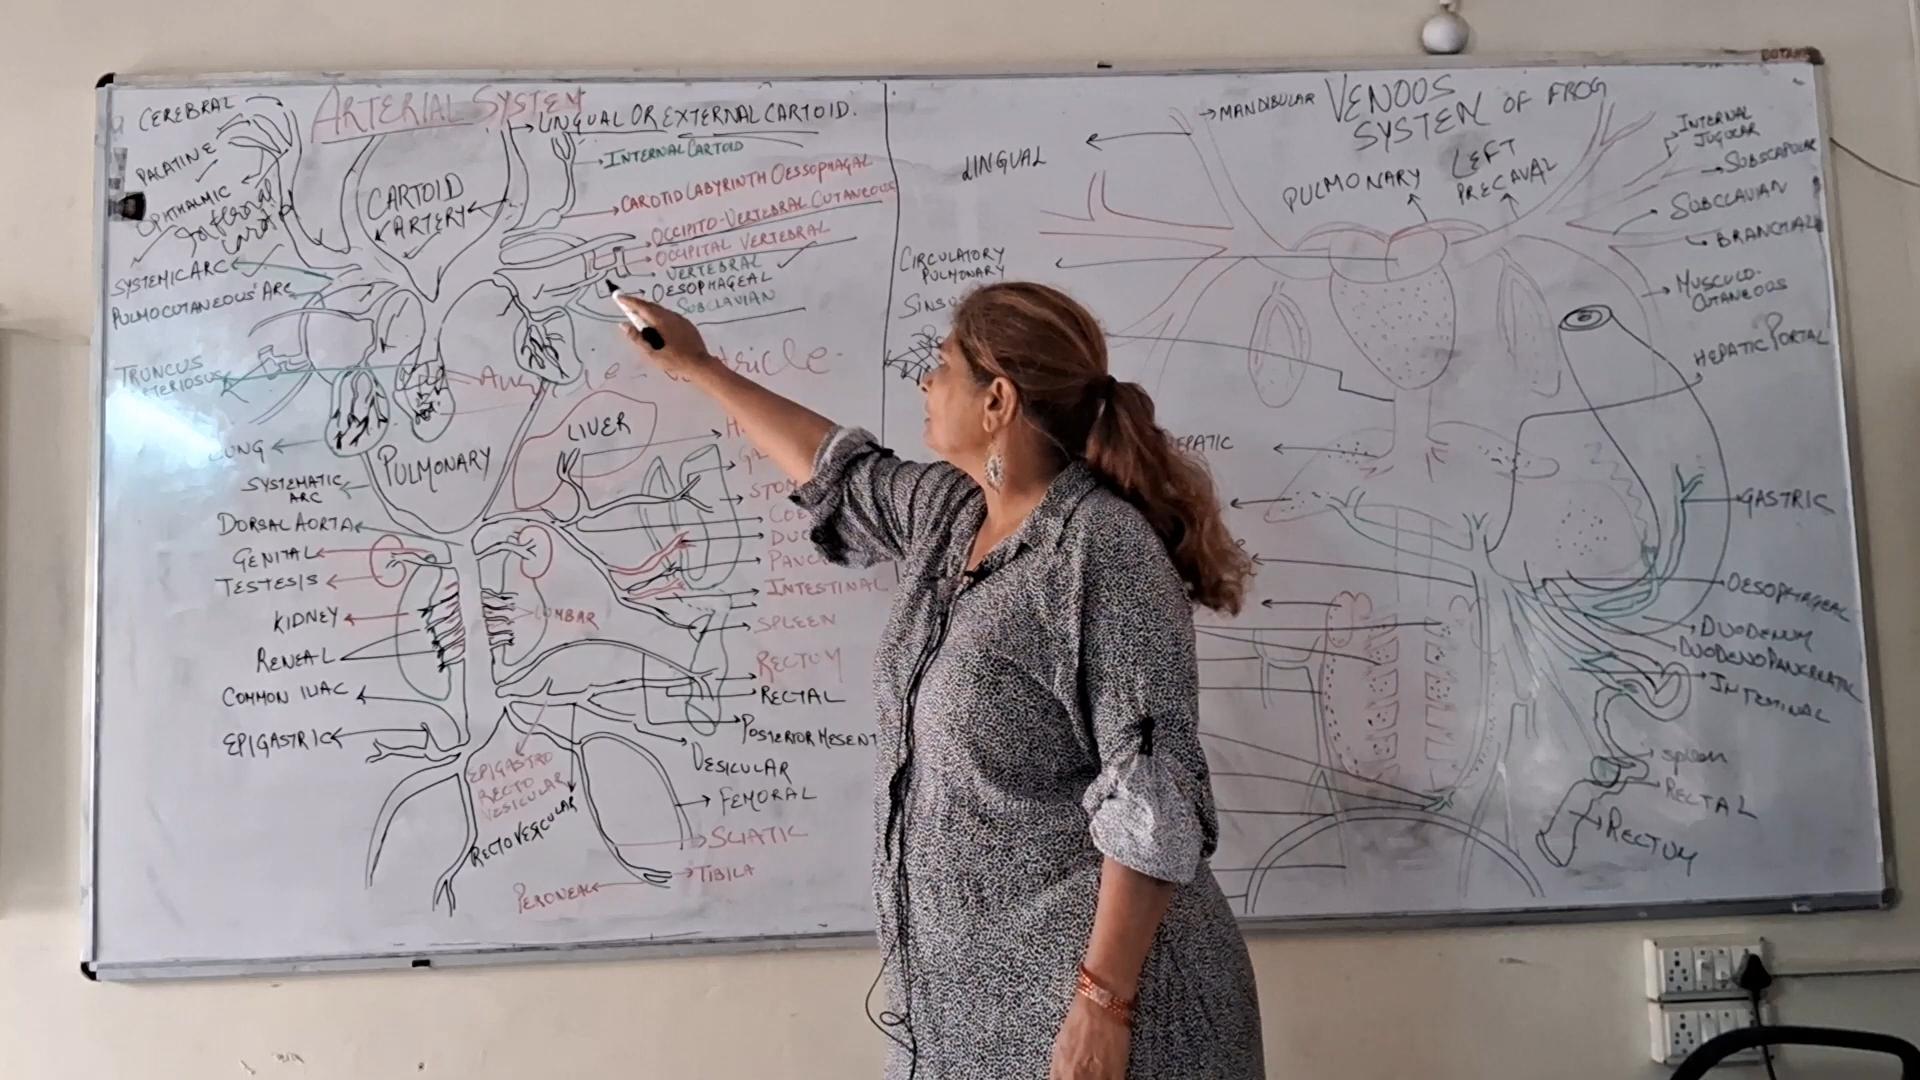 ARTERIAL SYSTEM
CEREBRAL
PALATINE
OPHTHALMIC
SYSTEMIC ARC
PULMOCUTANEOUS ARC
TRUNCUS
LUNG
SYSTEMATIC
ARC
DORSAL AORTA
GENITAL
TESTESIS
KIDNEY
RENEAL
COMMON ILIAC
EPIGASTRIC
CARTOID
ARTERY
PULMONARY
LIVER
LUMBAR
LINGUAL OR EXTERNAL CARTOID.
INTERNAL CARTOID
CAROTID LABYRINTH OESSOPHAGAL
OCCIPITO-VERTEBRAL CUTANEOUS
OCCIPITAL VERTEBRAL
VERTEBRAL
OESOPHAGEAL
SUBCLAVIAN
INTESTINAL
SPLEEN
RECTUM
RECTAL
POSTERIOR MESENT
VESICULAR
FEMORAL
SCIATIC
TIBILA
PERONEAL
EPIGASTRO
RECTO
VESICULAR
RECTOVESICULAR
VENOOS
SYSTEM OF FROG
MANDIBULAR
LINGUAL
PULMONARY
LEFT
PRECAVAL
CIRCULATORY
PULMONARY
INTERNAL
JUGULAR
SUBSCAPULAR
SUBCLAVIAN
BRANCHIAL
MUSCULO-
CUTANEOUS
HEPATIC PORTAL
EPATIC
GASTRIC
OESOPHAGEAL
DUODENUM
DUODENOPANCREATIC
INTESTINAL
Spleen
RECTAL
RECTUM